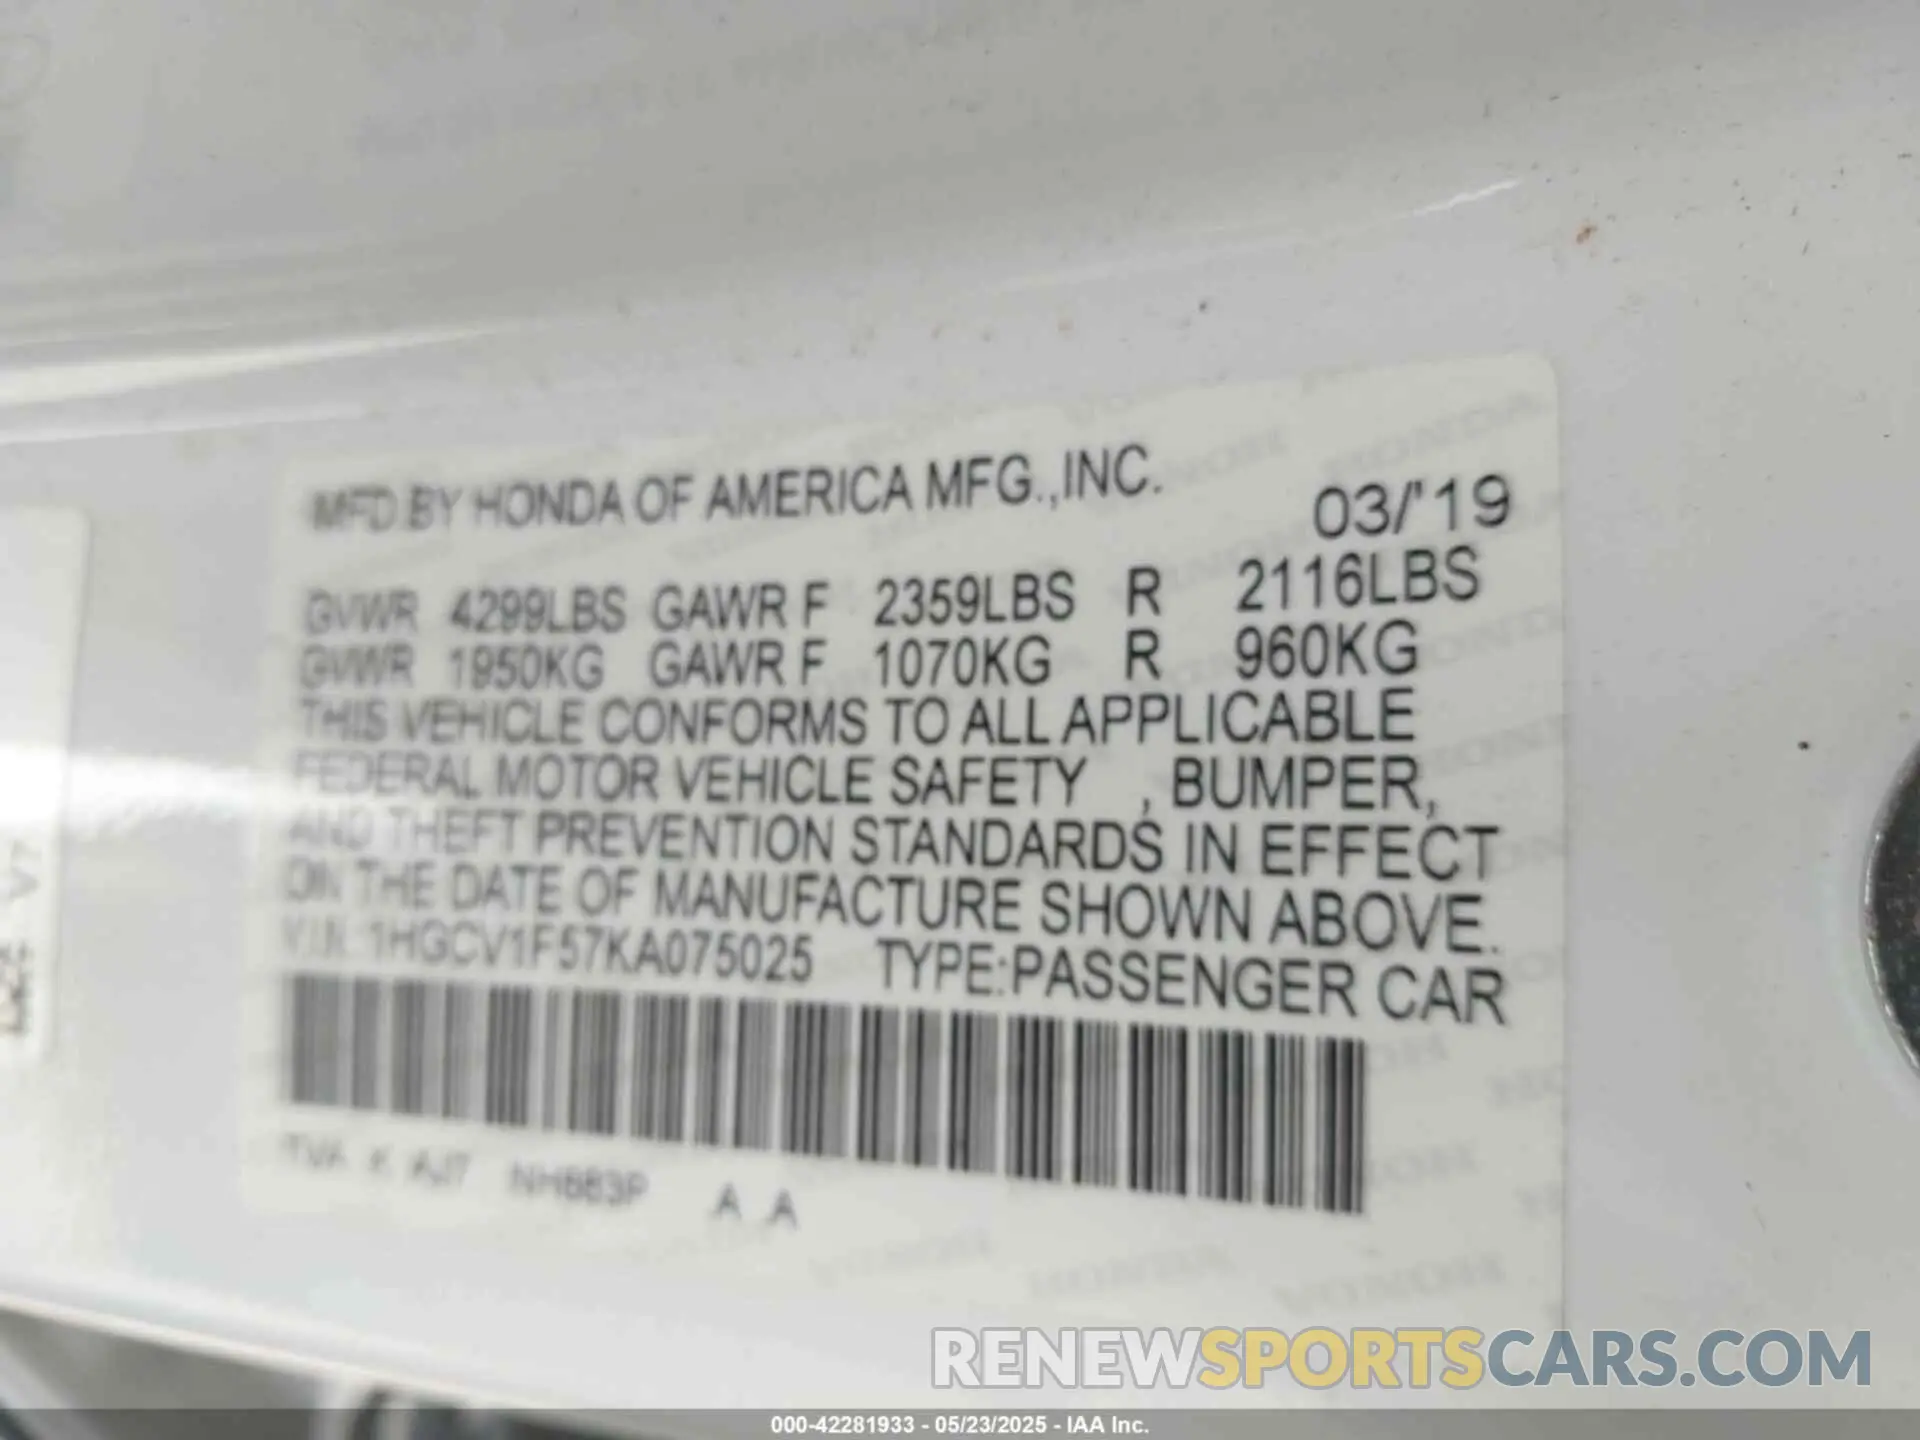 MFD.BY HONDA OF AMERICA MFG.,INC. 03/'19
GVWR 4299LBS GAWR F 2359LBS R 2116LBS
GVWR 1950KG GAWR F 1070KG R 960KG
THIS VEHICLE CONFORMS TO ALL APPLICABLE
FEDERAL MOTOR VEHICLE SAFETY , BUMPER,
AND THEFT PREVENTION STANDARDS IN EFFECT
ON THE DATE OF MANUFACTURE SHOWN ABOVE.
V.I.N. 1HGCV1F57KA075025 TYPE:PASSENGER CAR
TVA K AJ7 NH883P A A
RENEWSPORTSCARS.COM
000-42281933 - 05/23/2025 - IAA Inc.